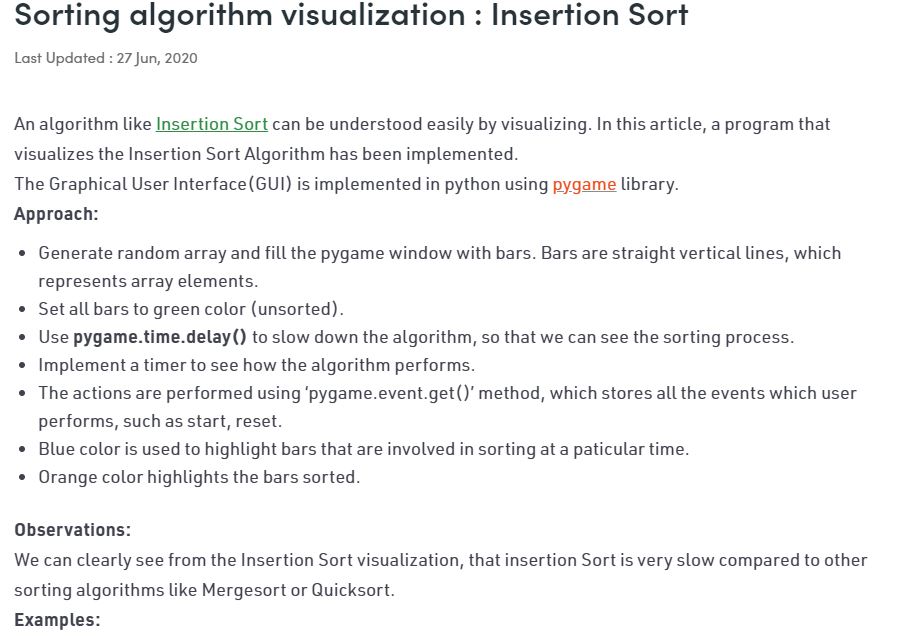 Sorting algorithm visualization : Insertion Sort
Last Updated : 27 Jun, 2020
An algorithm like Insertion Sort can be understood easily by visualizing. In this article, a program that
visualizes the Insertion Sort Algorithm has been implemented.
The Graphical User Interface(GUI) is implemented in python using pygame library.
Approach:
• Generate random array and fill the pygame window with bars. Bars are straight vertical lines, which
represents array elements.
• Set all bars to green color (unsorted).
• Use pygame.time.delay() to slow down the algorithm, so that we can see the sorting process.
• Implement a timer to see how the algorithm performs.
• The actions are performed using ‘pygame.event.get()’ method, which stores all the events which user
performs, such as start, reset.
• Blue color is used to highlight bars that are involved in sorting at a paticular time.
• Orange color highlights the bars sorted.
Observations:
We can clearly see from the Insertion Sort visualization, that insertion Sort is very slow compared to other
sorting algorithms like Mergesort or Quicksort.
Examples: